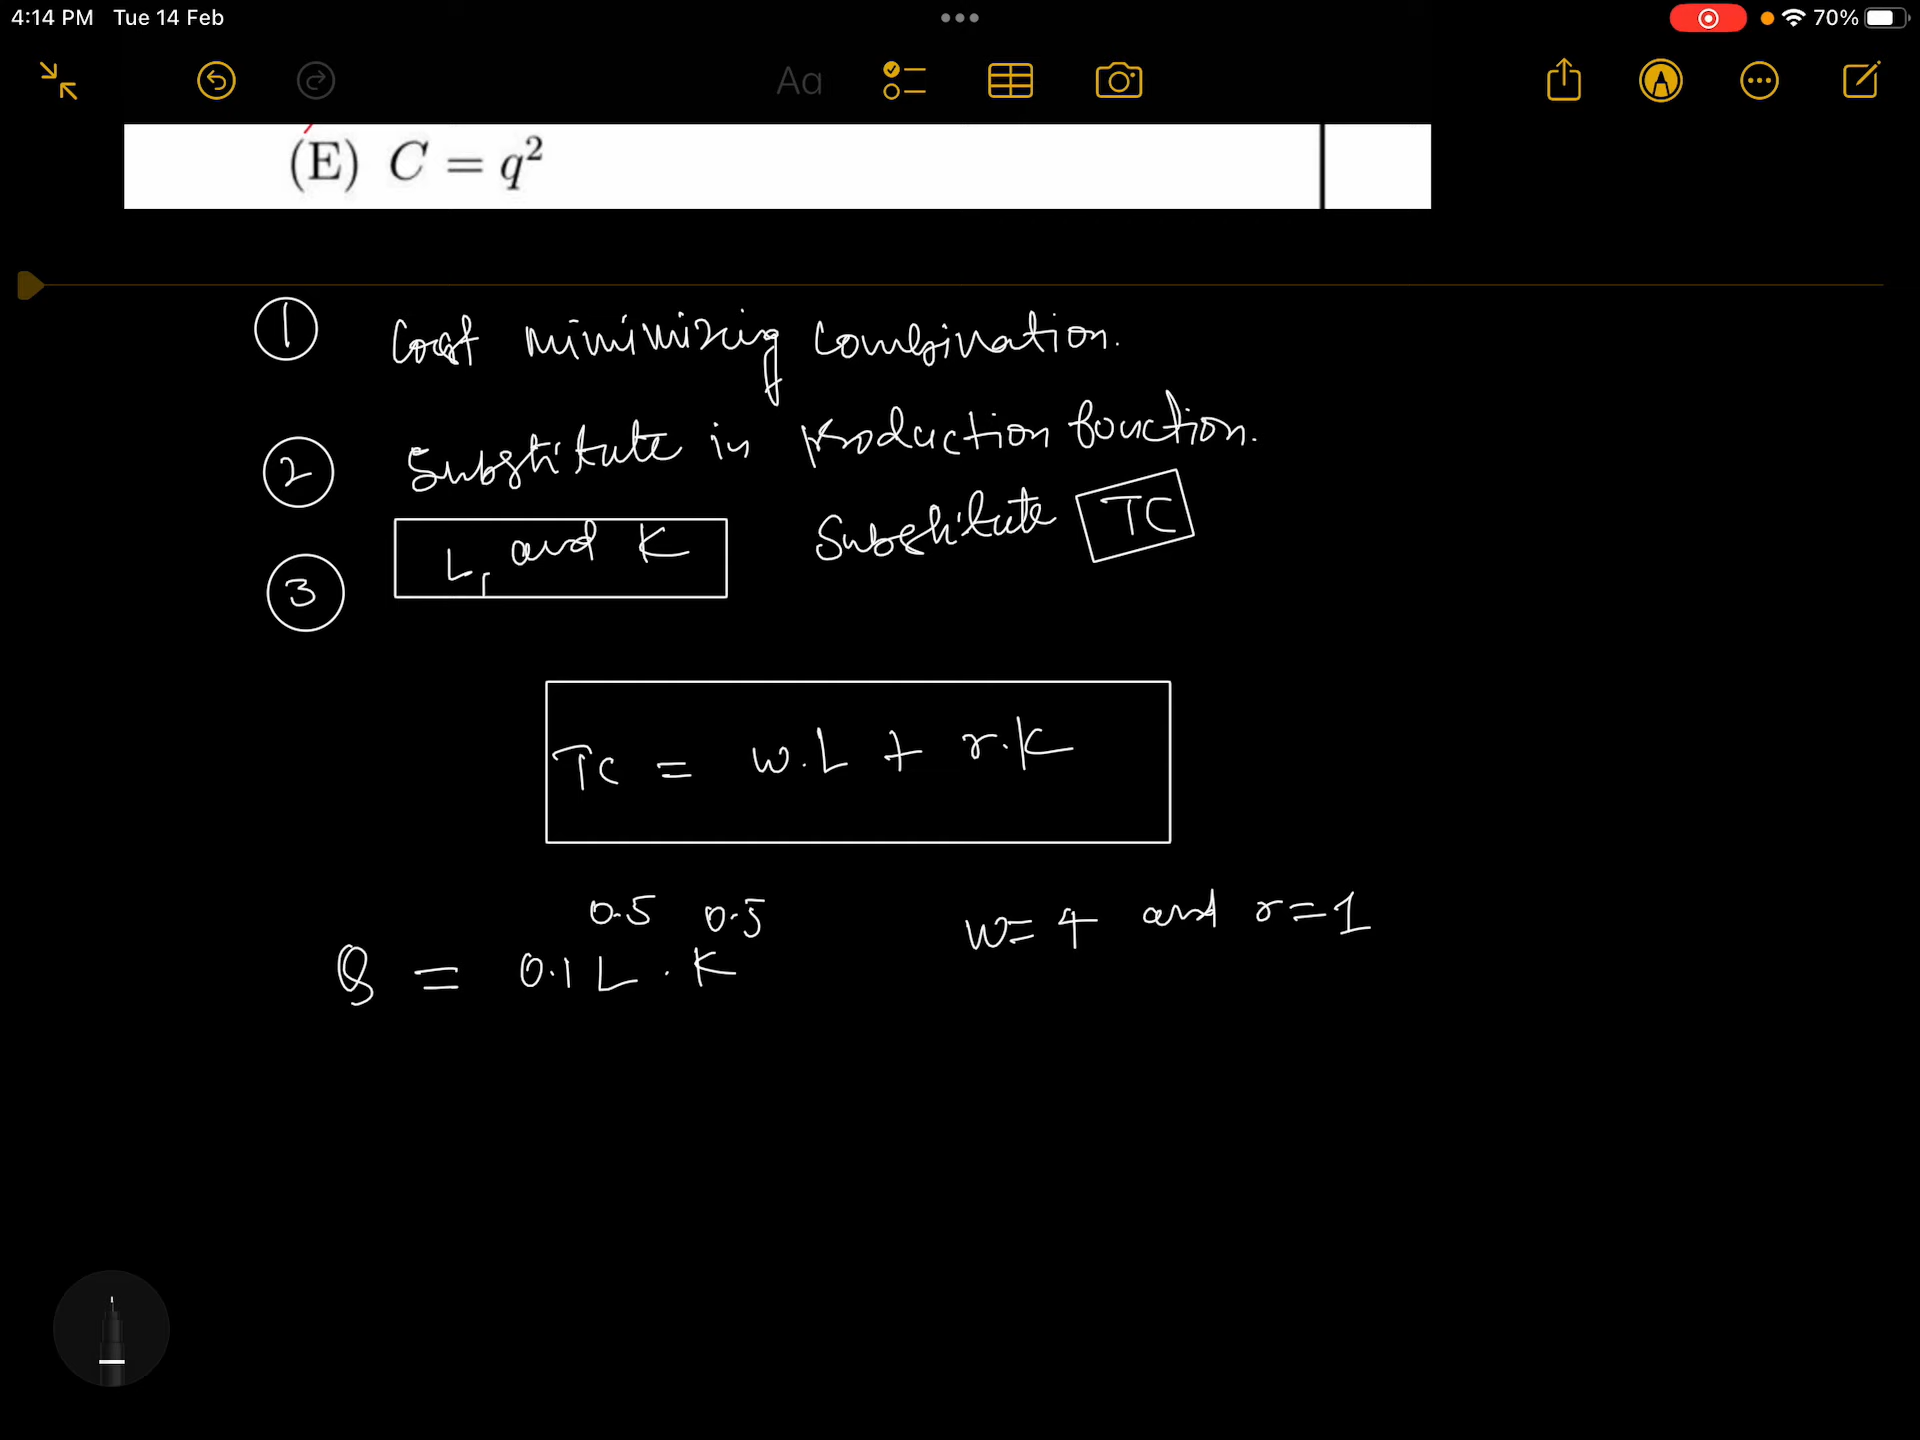 4:14 PM Tue 14 Feb
70%
Aa
(E) C = q²
1 Cost minimizing combination.
2 Substitute in production function.
3 L, and K Substitute TC
TC = w.L + r.K
Q = 0.1 L^0.5 . K^0.5 w = 4 and r = 1